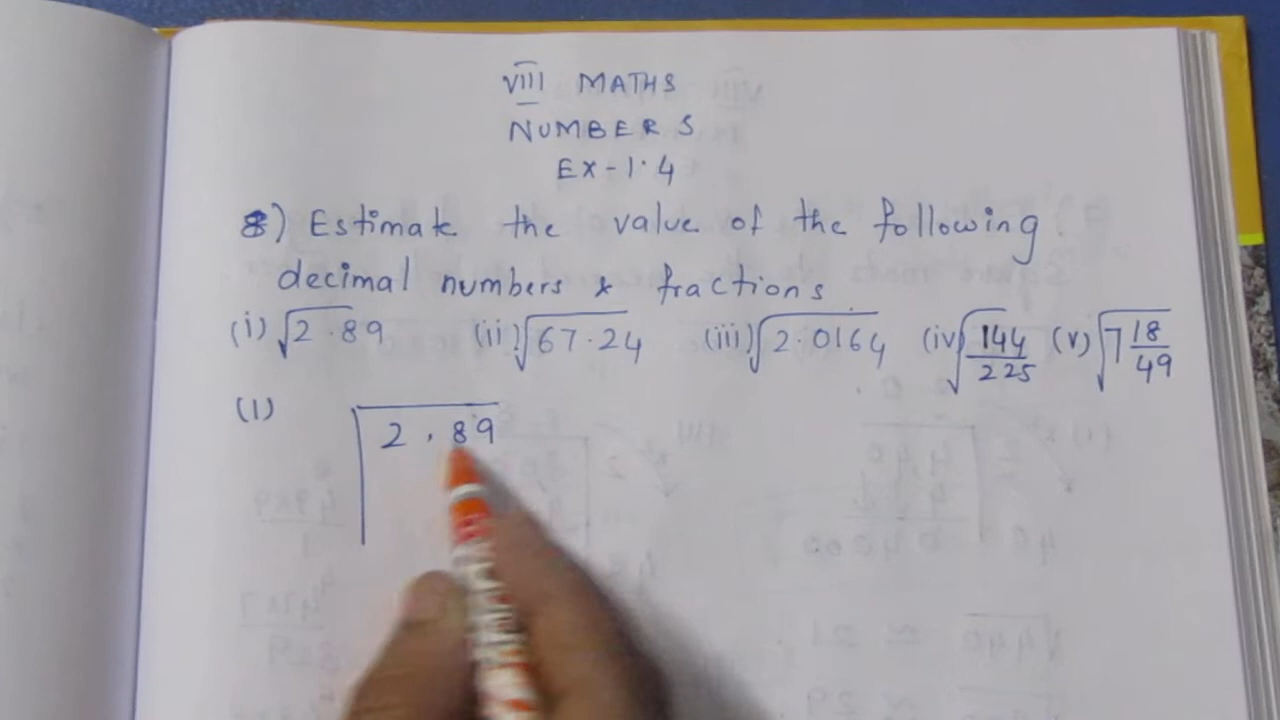 VIII MATHS
NUMBERS
EX-1.4
8) Estimate the value of the following
decimal numbers & fractions
(i) √2.89 (ii) √67.24 (iii) √2.0164 (iv) √144/225 (v) √7 18/49
(1) 2.89